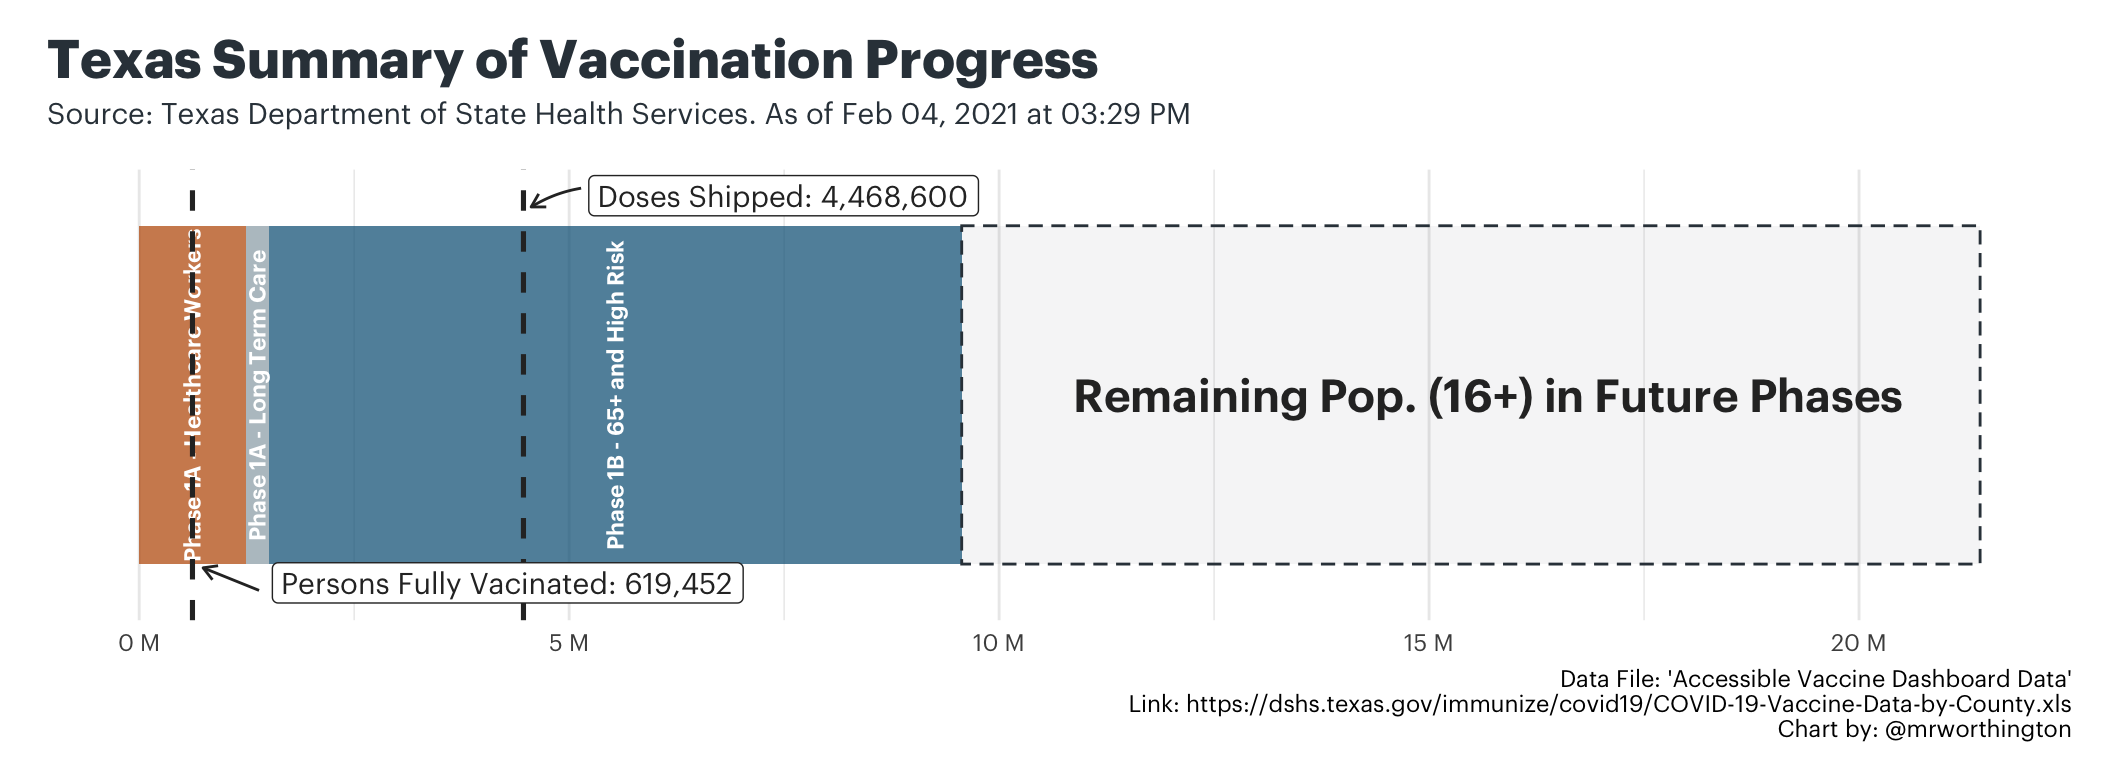 Texas Summary of Vaccination Progress
Source: Texas Department of State Health Services. As of Feb 04, 2021 at 03:29 PM
Doses Shipped: 4,468,600
Phase 1A - Healthcare Workers
Phase 1A - Long Term Care
Phase 1B - 65+ and High Risk
Remaining Pop. (16+) in Future Phases
Persons Fully Vacinated: 619,452
0 M
5 M
10 M
15 M
20 M
Data File: 'Accessible Vaccine Dashboard Data'
Link: https://dshs.texas.gov/immunize/covid19/COVID-19-Vaccine-Data-by-County.xls
Chart by: @mrworthington